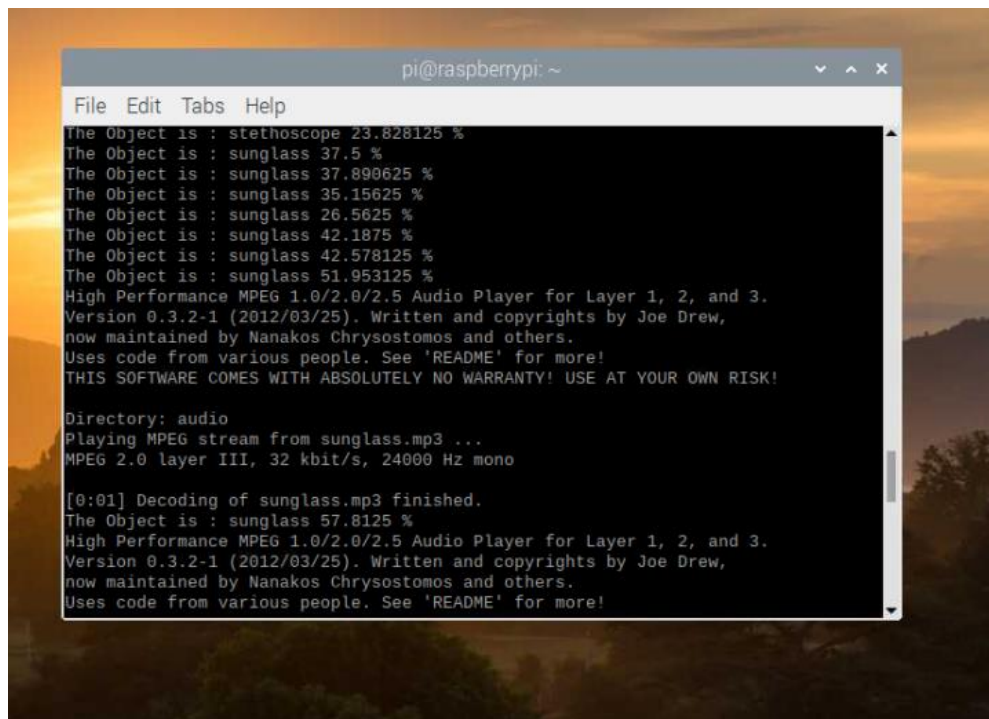 pi@raspberrypi: ~
File Edit Tabs Help
The Object is : stethoscope 23.828125 %
The Object is : sunglass 37.5 %
The Object is : sunglass 37.890625 %
The Object is : sunglass 35.15625 %
The Object is : sunglass 26.5625 %
The Object is : sunglass 42.1875 %
The Object is : sunglass 42.578125 %
The Object is : sunglass 51.953125 %
High Performance MPEG 1.0/2.0/2.5 Audio Player for Layer 1, 2, and 3.
Version 0.3.2-1 (2012/03/25). Written and copyrights by Joe Drew,
now maintained by Nanakos Chrysostomos and others.
Uses code from various people. See 'README' for more!
THIS SOFTWARE COMES WITH ABSOLUTELY NO WARRANTY! USE AT YOUR OWN RISK!
Directory: audio
Playing MPEG stream from sunglass.mp3 ...
MPEG 2.0 layer III, 32 kbit/s, 24000 Hz mono
[0:01] Decoding of sunglass.mp3 finished.
The Object is : sunglass 57.8125 %
High Performance MPEG 1.0/2.0/2.5 Audio Player for Layer 1, 2, and 3.
Version 0.3.2-1 (2012/03/25). Written and copyrights by Joe Drew,
now maintained by Nanakos Chrysostomos and others.
Uses code from various people. See 'README' for more!